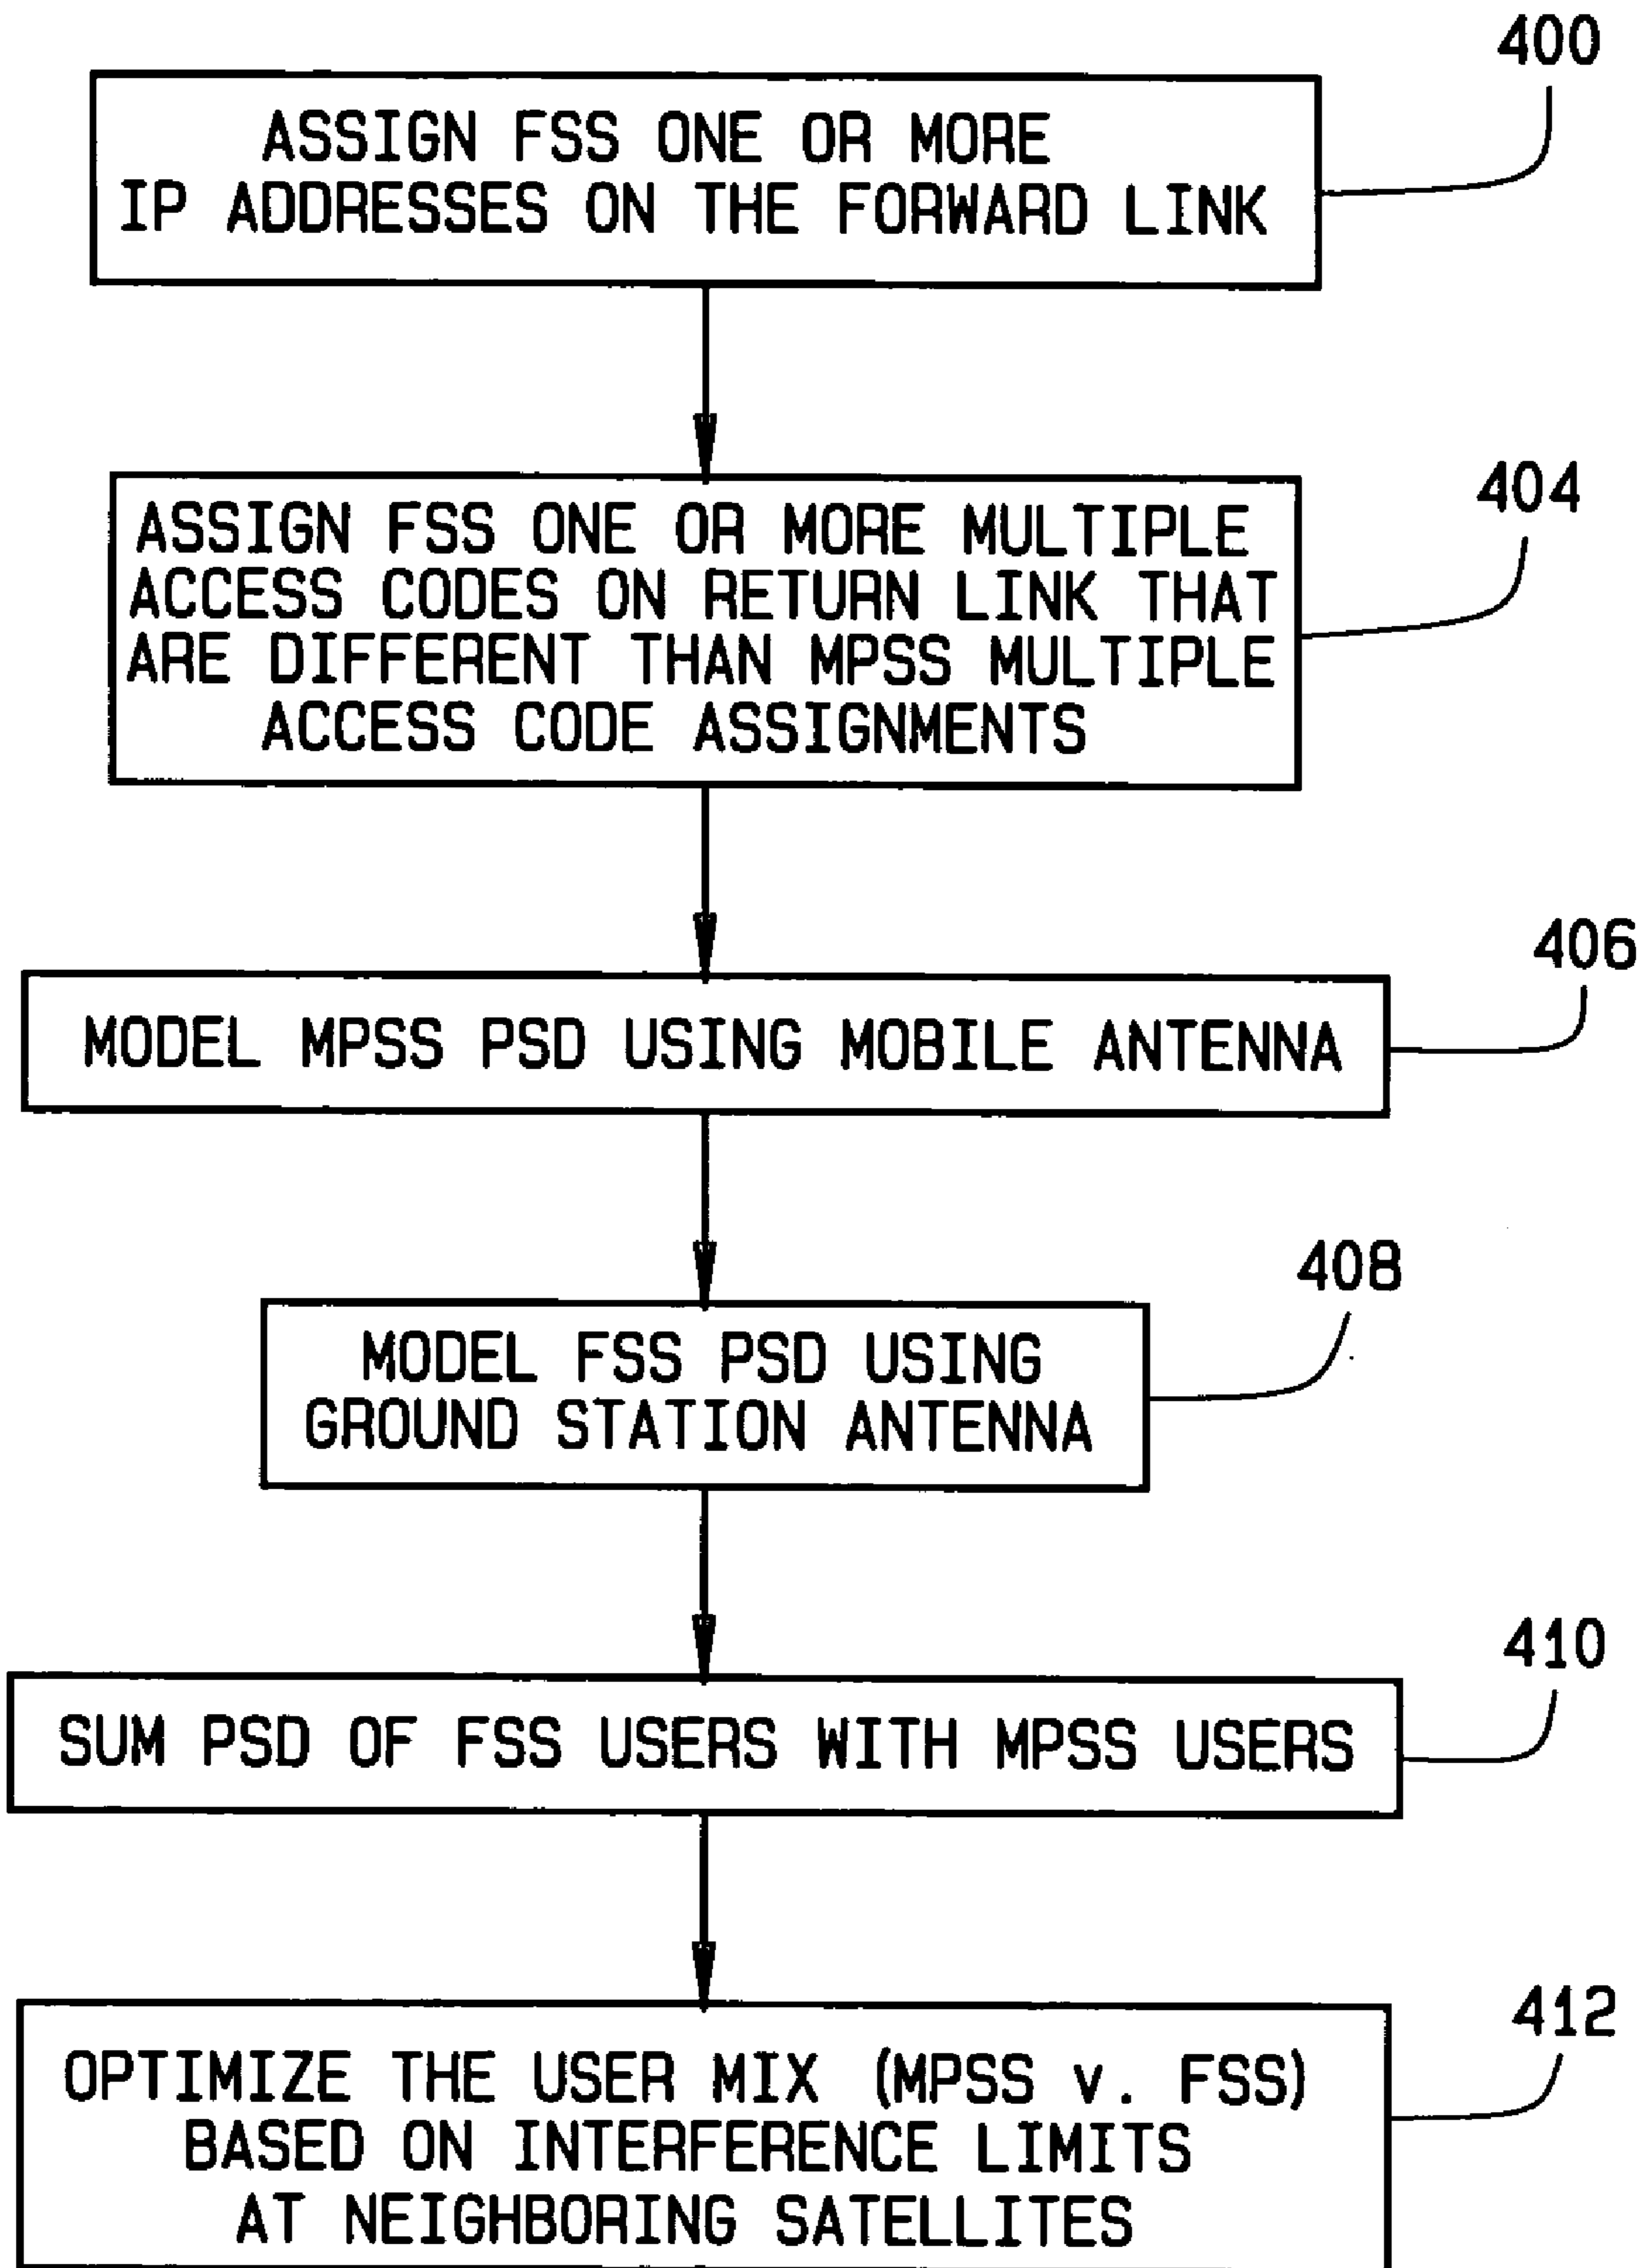 400
ASSIGN FSS ONE OR MORE
IP ADDRESSES ON THE FORWARD LINK
404
ASSIGN FSS ONE OR MORE MULTIPLE
ACCESS CODES ON RETURN LINK THAT
ARE DIFFERENT THAN MPSS MULTIPLE
ACCESS CODE ASSIGNMENTS
406
MODEL MPSS PSD USING MOBILE ANTENNA
408
MODEL FSS PSD USING
GROUND STATION ANTENNA
410
SUM PSD OF FSS USERS WITH MPSS USERS
412
OPTIMIZE THE USER MIX (MPSS v. FSS)
BASED ON INTERFERENCE LIMITS
AT NEIGHBORING SATELLITES